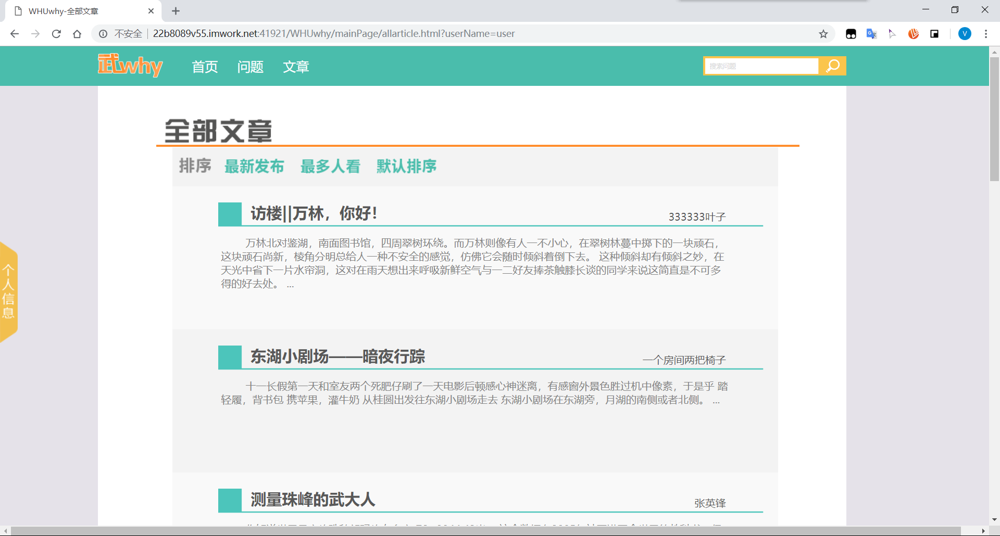 WHUwhy-全部文章
不安全 22b8089v55.imwork.net:41921/WHUwhy/mainPage/allarticle.html?userName=user
V
武why 首页 问题 文章 搜索问题
全部文章
排序 最新发布 最多人看 默认排序
访楼||万林，你好！ 333333叶子
万林北对鉴湖，南面图书馆，四周翠树环绕。而万林则像有人一不小心，在翠树林蔓中掷下的一块顽石，
这块顽石尚新，棱角分明总给人一种不安全的感觉，仿佛它会随时倾斜着倒下去。 这种倾斜却有倾斜之妙，在
天光中省下一片水帘洞，这对在雨天想出来呼吸新鲜空气与一二好友捧茶触膝长谈的同学来说这简直是不可多
得的好去处。 ...
个人信息
东湖小剧场——暗夜行踪 一个房间两把椅子
十一长假第一天和室友两个死肥仔刷了一天电影后顿感心神迷离，有感窗外景色胜过机中像素，于是乎 踏
轻履，背书包 携苹果，灌牛奶 从桂圆出发往东湖小剧场走去 东湖小剧场在东湖旁，月湖的南侧或者北侧。 ...
测量珠峰的武大人 张英锋